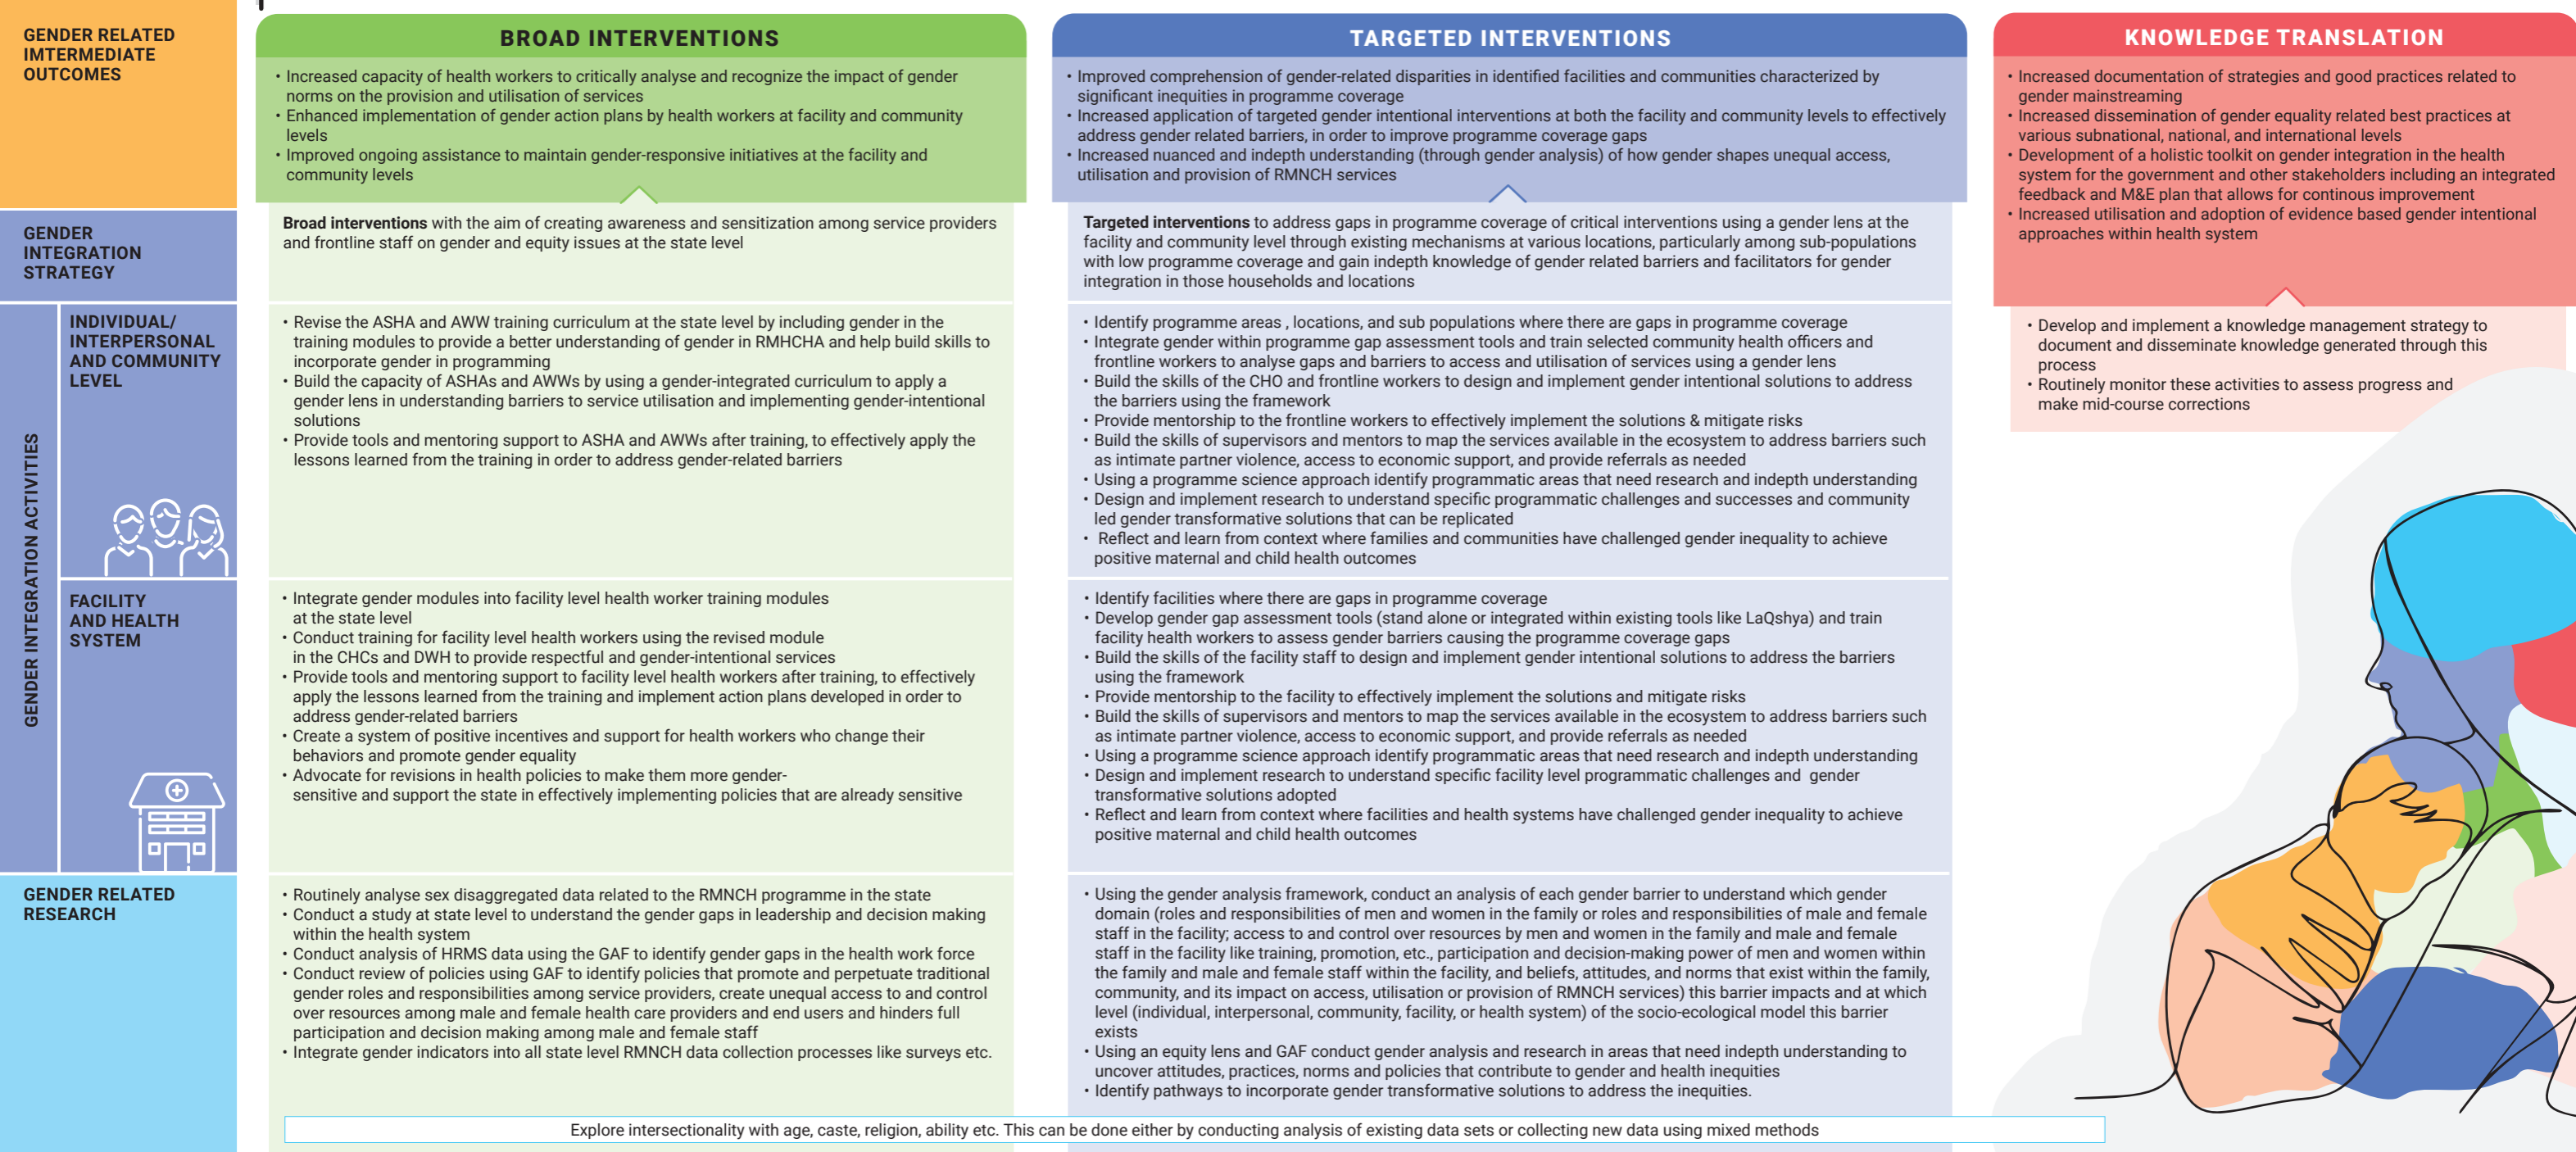 GENDER RELATED
IMTERMEDIATE
OUTCOMES
BROAD INTERVENTIONS
• Increased capacity of health workers to critically analyse and recognize the impact of gender
norms on the provision and utilisation of services
• Enhanced implementation of gender action plans by health workers at facility and community
levels
• Improved ongoing assistance to maintain gender-responsive initiatives at the facility and
community levels
TARGETED INTERVENTIONS
• Improved comprehension of gender-related disparities in identified facilities and communities characterized by
significant inequities in programme coverage
• Increased application of targeted gender intentional interventions at both the facility and community levels to effectively
address gender related barriers, in order to improve programme coverage gaps
• Increased nuanced and indepth understanding (through gender analysis) of how gender shapes unequal access,
utilisation and provision of RMNCH services
KNOWLEDGE TRANSLATION
• Increased documentation of strategies and good practices related to
gender mainstreaming
• Increased dissemination of gender equality related best practices at
various subnational, national, and international levels
• Development of a holistic toolkit on gender integration in the health
system for the government and other stakeholders including an integrated
feedback and M&E plan that allows for continous improvement
• Increased utilisation and adoption of evidence based gender intentional
approaches within health system
GENDER
INTEGRATION
STRATEGY
Broad interventions with the aim of creating awareness and sensitization among service providers
and frontline staff on gender and equity issues at the state level
Targeted interventions to address gaps in programme coverage of critical interventions using a gender lens at the
facility and community level through existing mechanisms at various locations, particularly among sub-populations
with low programme coverage and gain indepth knowledge of gender related barriers and facilitators for gender
integration in those households and locations
GENDER INTEGRATION ACTIVITIES
INDIVIDUAL/
INTERPERSONAL
AND COMMUNITY
LEVEL
• Revise the ASHA and AWW training curriculum at the state level by including gender in the
training modules to provide a better understanding of gender in RMHCHA and help build skills to
incorporate gender in programming
• Build the capacity of ASHAs and AWWs by using a gender-integrated curriculum to apply a
gender lens in understanding barriers to service utilisation and implementing gender-intentional
solutions
• Provide tools and mentoring support to ASHA and AWWs after training, to effectively apply the
lessons learned from the training in order to address gender-related barriers
• Identify programme areas , locations, and sub populations where there are gaps in programme coverage
• Integrate gender within programme gap assessment tools and train selected community health officers and
frontline workers to analyse gaps and barriers to access and utilisation of services using a gender lens
• Build the skills of the CHO and frontline workers to design and implement gender intentional solutions to address
the barriers using the framework
• Provide mentorship to the frontline workers to effectively implement the solutions & mitigate risks
• Build the skills of supervisors and mentors to map the services available in the ecosystem to address barriers such
as intimate partner violence, access to economic support, and provide referrals as needed
• Using a programme science approach identify programmatic areas that need research and indepth understanding
• Design and implement research to understand specific programmatic challenges and successes and community
led gender transformative solutions that can be replicated
• Reflect and learn from context where families and communities have challenged gender inequality to achieve
positive maternal and child health outcomes
• Develop and implement a knowledge management strategy to
document and disseminate knowledge generated through this
process
• Routinely monitor these activities to assess progress and
make mid-course corrections
FACILITY
AND HEALTH
SYSTEM
• Integrate gender modules into facility level health worker training modules
at the state level
• Conduct training for facility level health workers using the revised module
in the CHCs and DWH to provide respectful and gender-intentional services
• Provide tools and mentoring support to facility level health workers after training, to effectively
apply the lessons learned from the training and implement action plans developed in order to
address gender-related barriers
• Create a system of positive incentives and support for health workers who change their
behaviors and promote gender equality
• Advocate for revisions in health policies to make them more gender-
sensitive and support the state in effectively implementing policies that are already sensitive
• Identify facilities where there are gaps in programme coverage
• Develop gender gap assessment tools (stand alone or integrated within existing tools like LaQshya) and train
facility health workers to assess gender barriers causing the programme coverage gaps
• Build the skills of the facility staff to design and implement gender intentional solutions to address the barriers
using the framework
• Provide mentorship to the facility to effectively implement the solutions and mitigate risks
• Build the skills of supervisors and mentors to map the services available in the ecosystem to address barriers such
as intimate partner violence, access to economic support, and provide referrals as needed
• Using a programme science approach identify programmatic areas that need research and indepth understanding
• Design and implement research to understand specific facility level programmatic challenges and gender
transformative solutions adopted
• Reflect and learn from context where facilities and health systems have challenged gender inequality to achieve
positive maternal and child health outcomes
GENDER RELATED
RESEARCH
• Routinely analyse sex disaggregated data related to the RMNCH programme in the state
• Conduct a study at state level to understand the gender gaps in leadership and decision making
within the health system
• Conduct analysis of HRMS data using the GAF to identify gender gaps in the health work force
• Conduct review of policies using GAF to identify policies that promote and perpetuate traditional
gender roles and responsibilities among service providers, create unequal access to and control
over resources among male and female health care providers and end users and hinders full
participation and decision making among male and female staff
• Integrate gender indicators into all state level RMNCH data collection processes like surveys etc.
• Using the gender analysis framework, conduct an analysis of each gender barrier to understand which gender
domain (roles and responsibilities of men and women in the family or roles and responsibilities of male and female
staff in the facility; access to and control over resources by men and women in the family and male and female
staff in the facility like training, promotion, etc., participation and decision-making power of men and women within
the family and male and female staff within the facility, and beliefs, attitudes, and norms that exist within the family,
community, and its impact on access, utilisation or provision of RMNCH services) this barrier impacts and at which
level (individual, interpersonal, community, facility, or health system) of the socio-ecological model this barrier
exists
• Using an equity lens and GAF conduct gender analysis and research in areas that need indepth understanding to
uncover attitudes, practices, norms and policies that contribute to gender and health inequities
• Identify pathways to incorporate gender transformative solutions to address the inequities.
Explore intersectionality with age, caste, religion, ability etc. This can be done either by conducting analysis of existing data sets or collecting new data using mixed methods